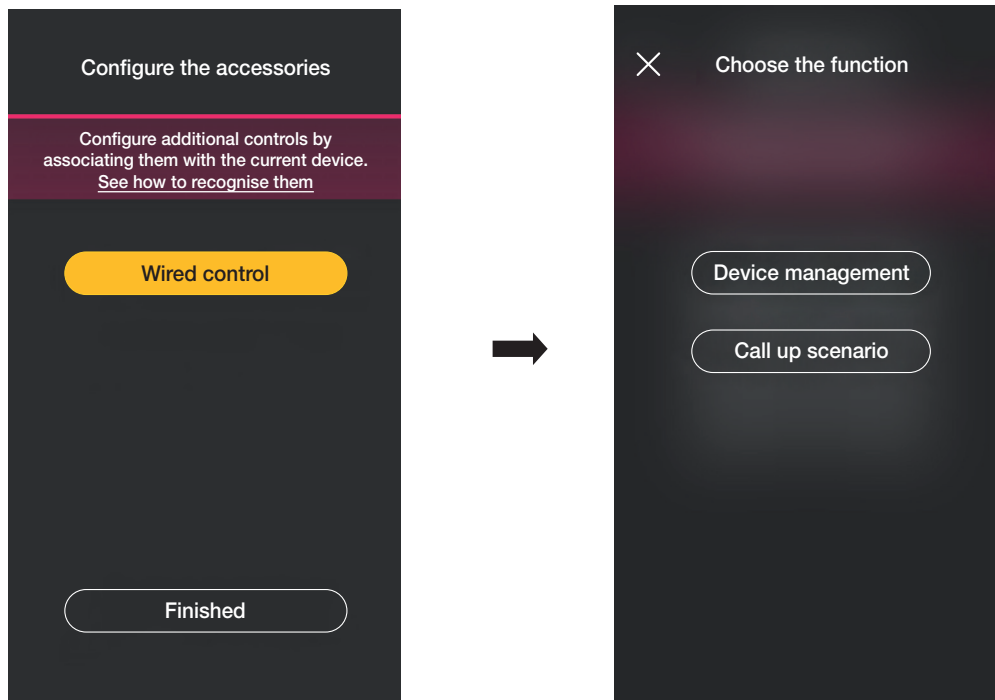 Configure the accessories
Configure additional controls by
associating them with the current device.
See how to recognise them
Wired control
Finished
Choose the function
Device management
Call up scenario